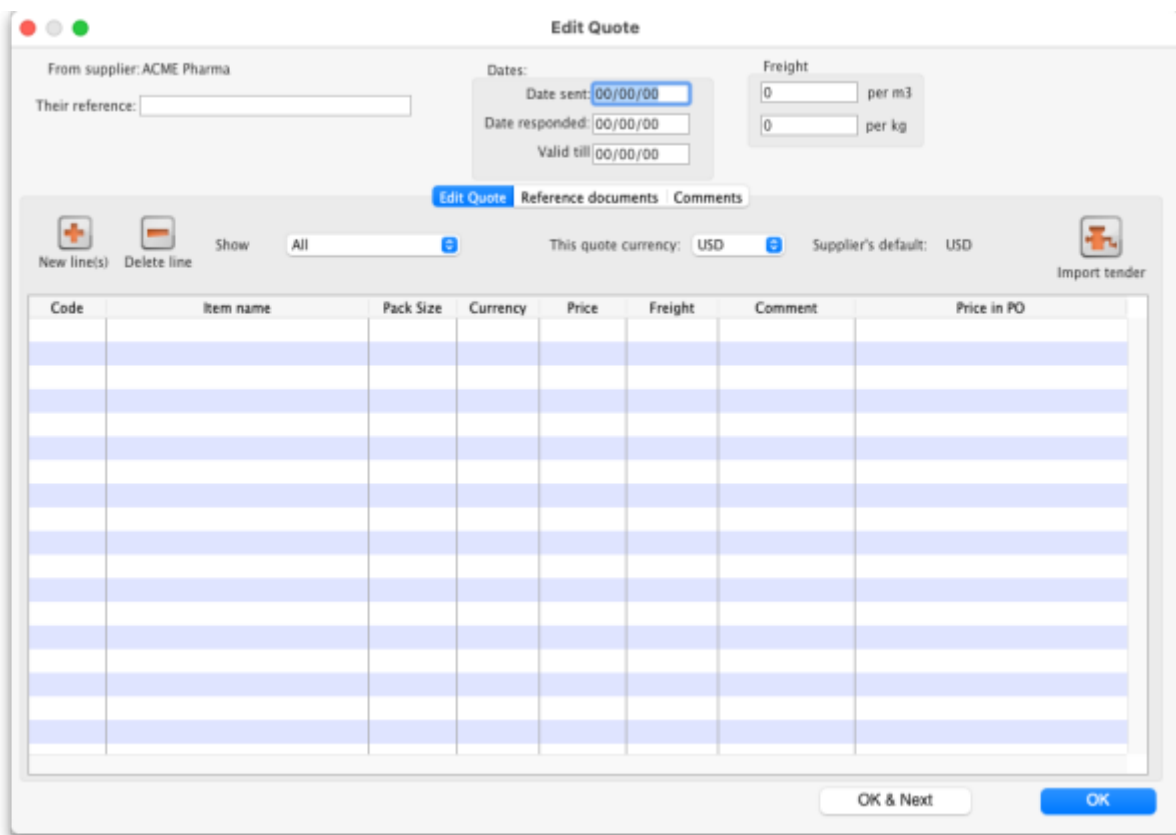 Edit Quote
From supplier: ACME Pharma
Their reference:
Dates:
Date sent: 00/00/00
Date responded: 00/00/00
Valid till 00/00/00
Freight
0 per m3
0 per kg
Edit Quote Reference documents Comments
New line(s) Delete line Show All This quote currency: USD Supplier's default: USD Import tender
Code Item name Pack Size Currency Price Freight Comment Price in PO
OK & Next OK